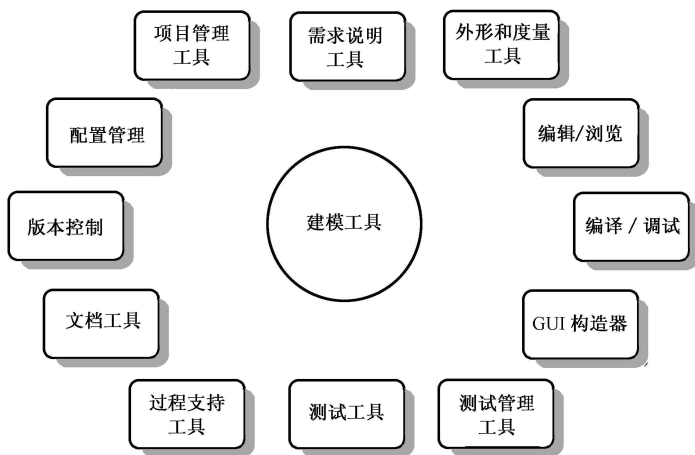 项目管理
工具
需求说明
工具
外形和度量
工具
配置管理
编辑/浏览
版本控制
建模工具
编译 / 调试
文档工具
GUI 构造器
过程支持
工具
测试工具
测试管理
工具